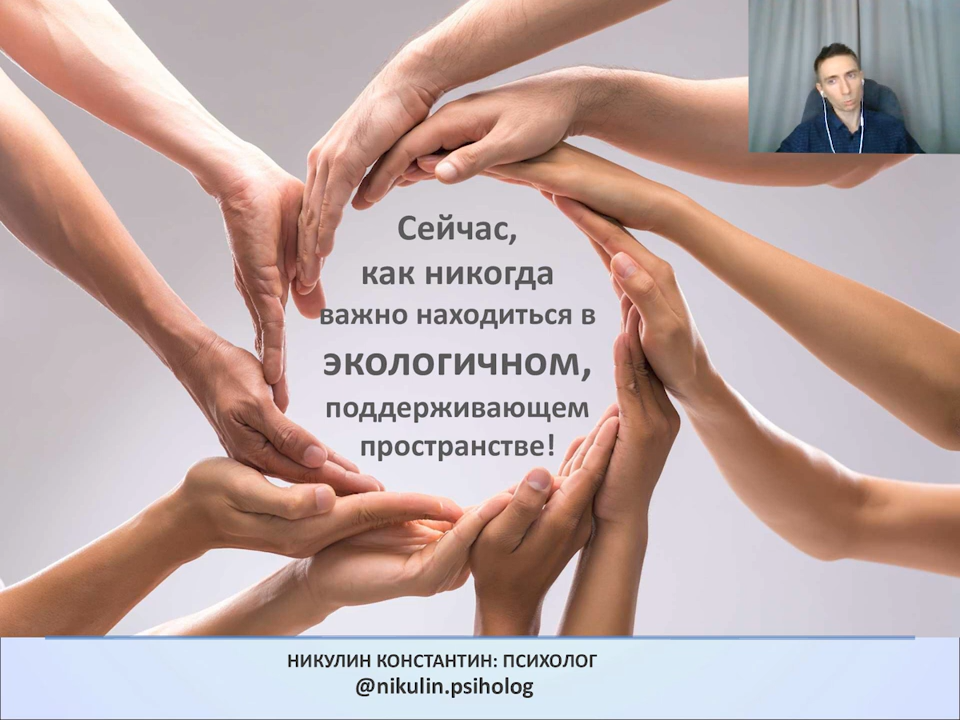 Сейчас,
как никогда
важно находиться в
экологичном,
поддерживающем
пространстве!
НИКУЛИН КОНСТАНТИН: ПСИХОЛОГ
@nikulin.psiholog